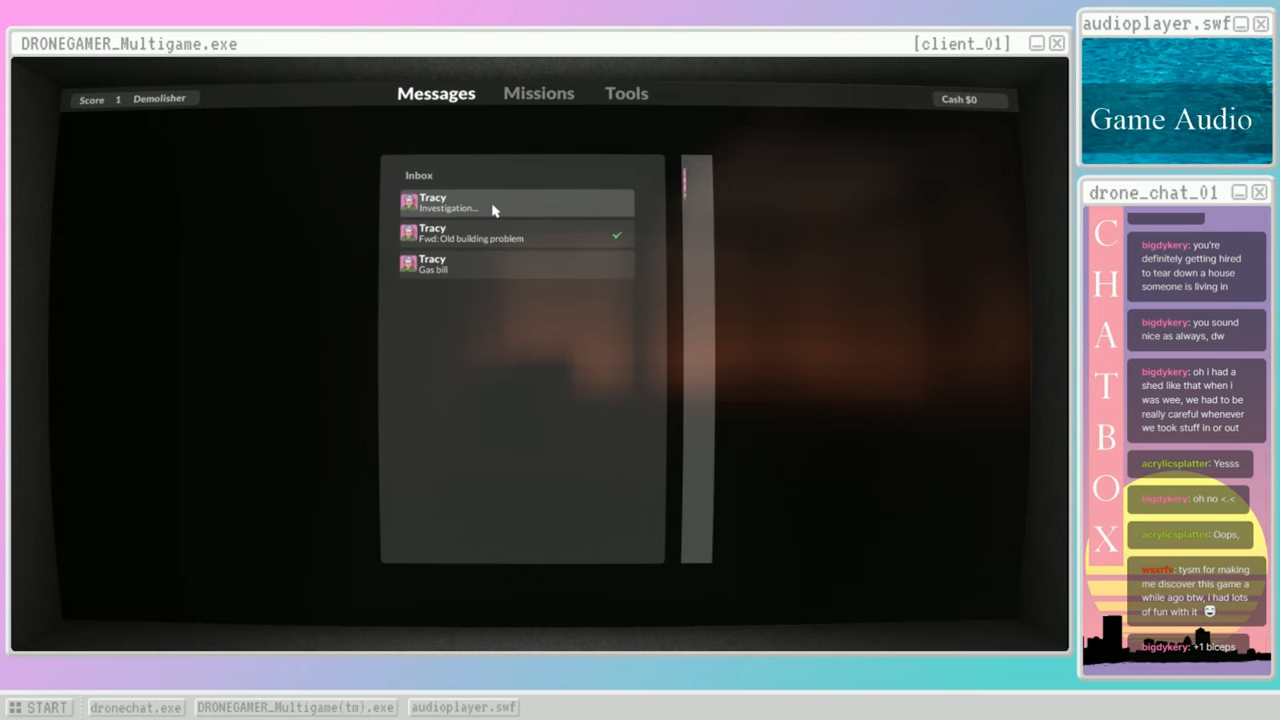 DRONEGAMER_Multigame.exe
[client_01]
Score 1 Demolisher
Messages
Missions
Tools
Cash $0
Inbox
Tracy
Investigation...
Tracy
Fwd: Old building problem
Tracy
Gas bill
audioplayer.swf
Game Audio
drone_chat_01
CHATBOX
bigdykery: you're
definitely getting hired
to tear down a house
someone is living in
bigdykery: you sound
nice as always, dw
bigdykery: oh i had a
shed like that when i
was wee, we had to be
really careful whenever
we took stuff in or out
acrylicsplatter: Yesss
bigdykery: oh no <.<
acrylicsplatter: Oops,
wsxrfv: tysm for making
me discover this game a
while ago btw, i had lots
of fun with it
bigdykery: +1 biceps
START
dronechat.exe
DRONEGAMER_Multigame(tm).exe
audioplayer.swf